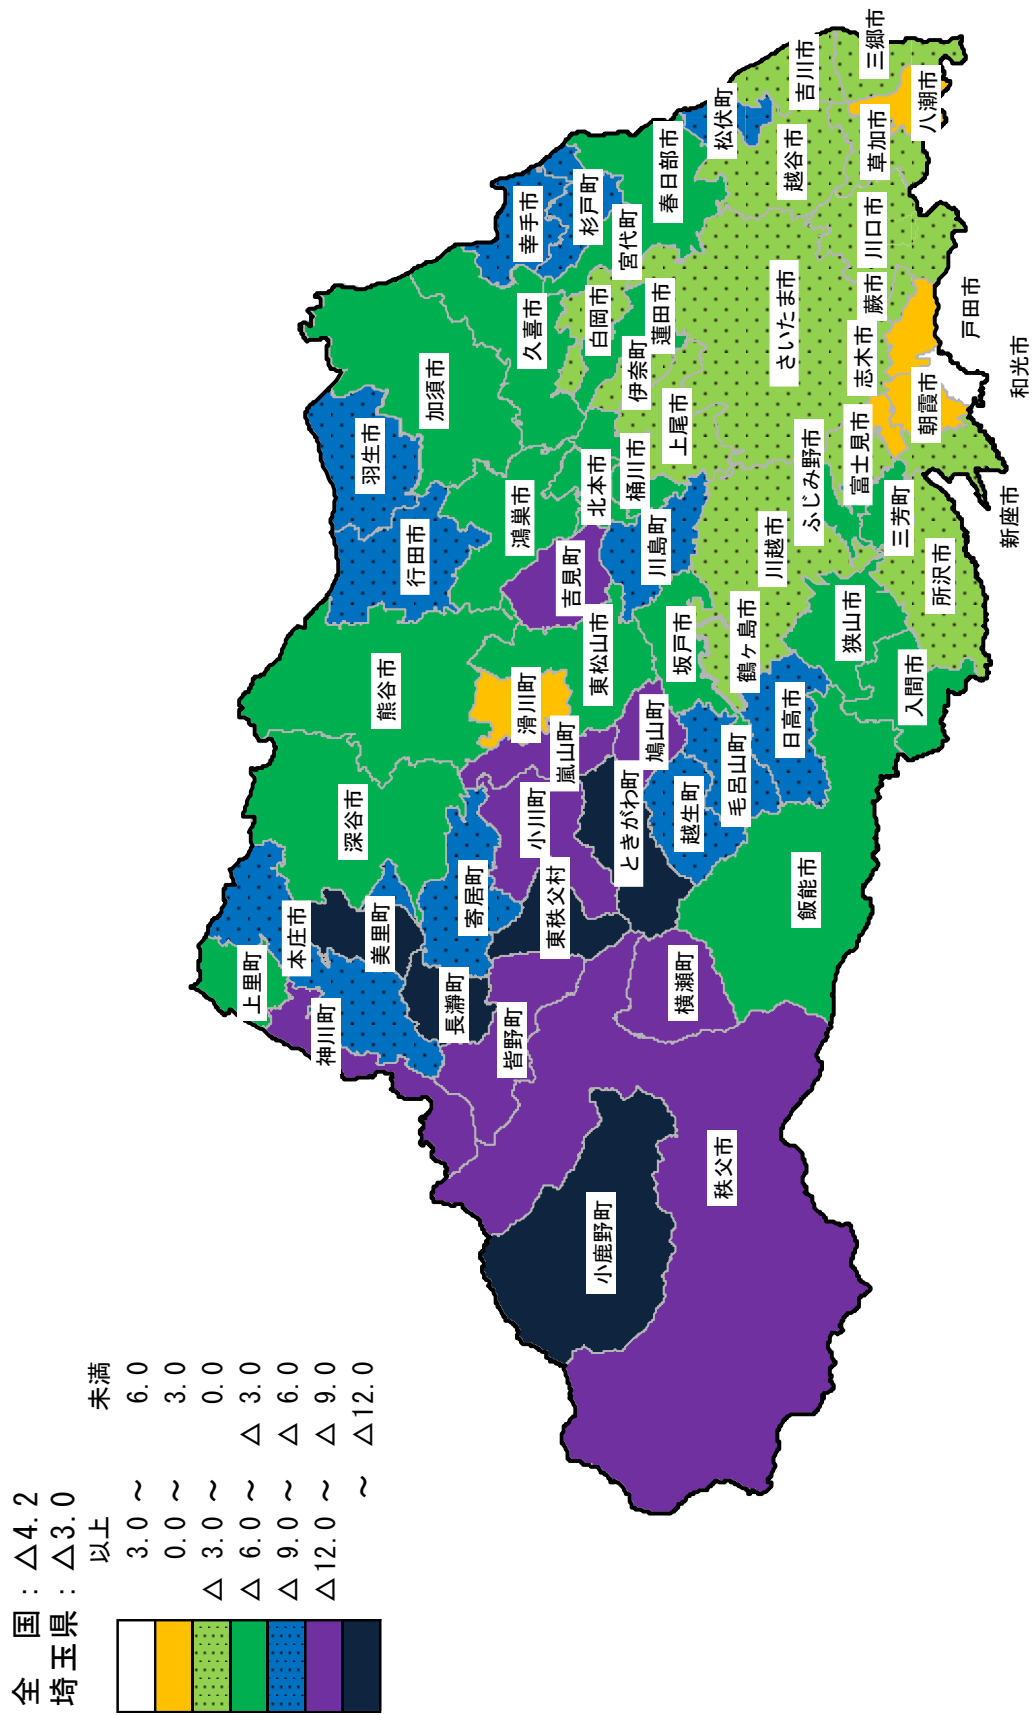 全　国 : △4.2
埼玉県 : △3.0
以上　未満
3.0 ～ 6.0
0.0 ～ 3.0
△ 3.0 ～ 0.0
△ 6.0 ～ △ 3.0
△ 9.0 ～ △ 6.0
△12.0 ～ △ 9.0
～ △12.0
上里町
本庄市
神川町
美里町
深谷市
熊谷市
行田市
羽生市
加須市
長瀞町
寄居町
皆野町
小川町
東秩父村
嵐山町
滑川町
吉見町
鴻巣市
久喜市
幸手市
杉戸町
宮代町
白岡市
蓮田市
伊奈町
北本市
桶川市
上尾市
川島町
東松山市
ときがわ町
鳩山町
坂戸市
小鹿野町
秩父市
横瀬町
越生町
毛呂山町
日高市
飯能市
鶴ヶ島市
川越市
ふじみ野市
さいたま市
春日部市
松伏町
越谷市
吉川市
三郷市
草加市
八潮市
川口市
蕨市
戸田市
志木市
朝霞市
和光市
富士見市
三芳町
新座市
所沢市
狭山市
入間市